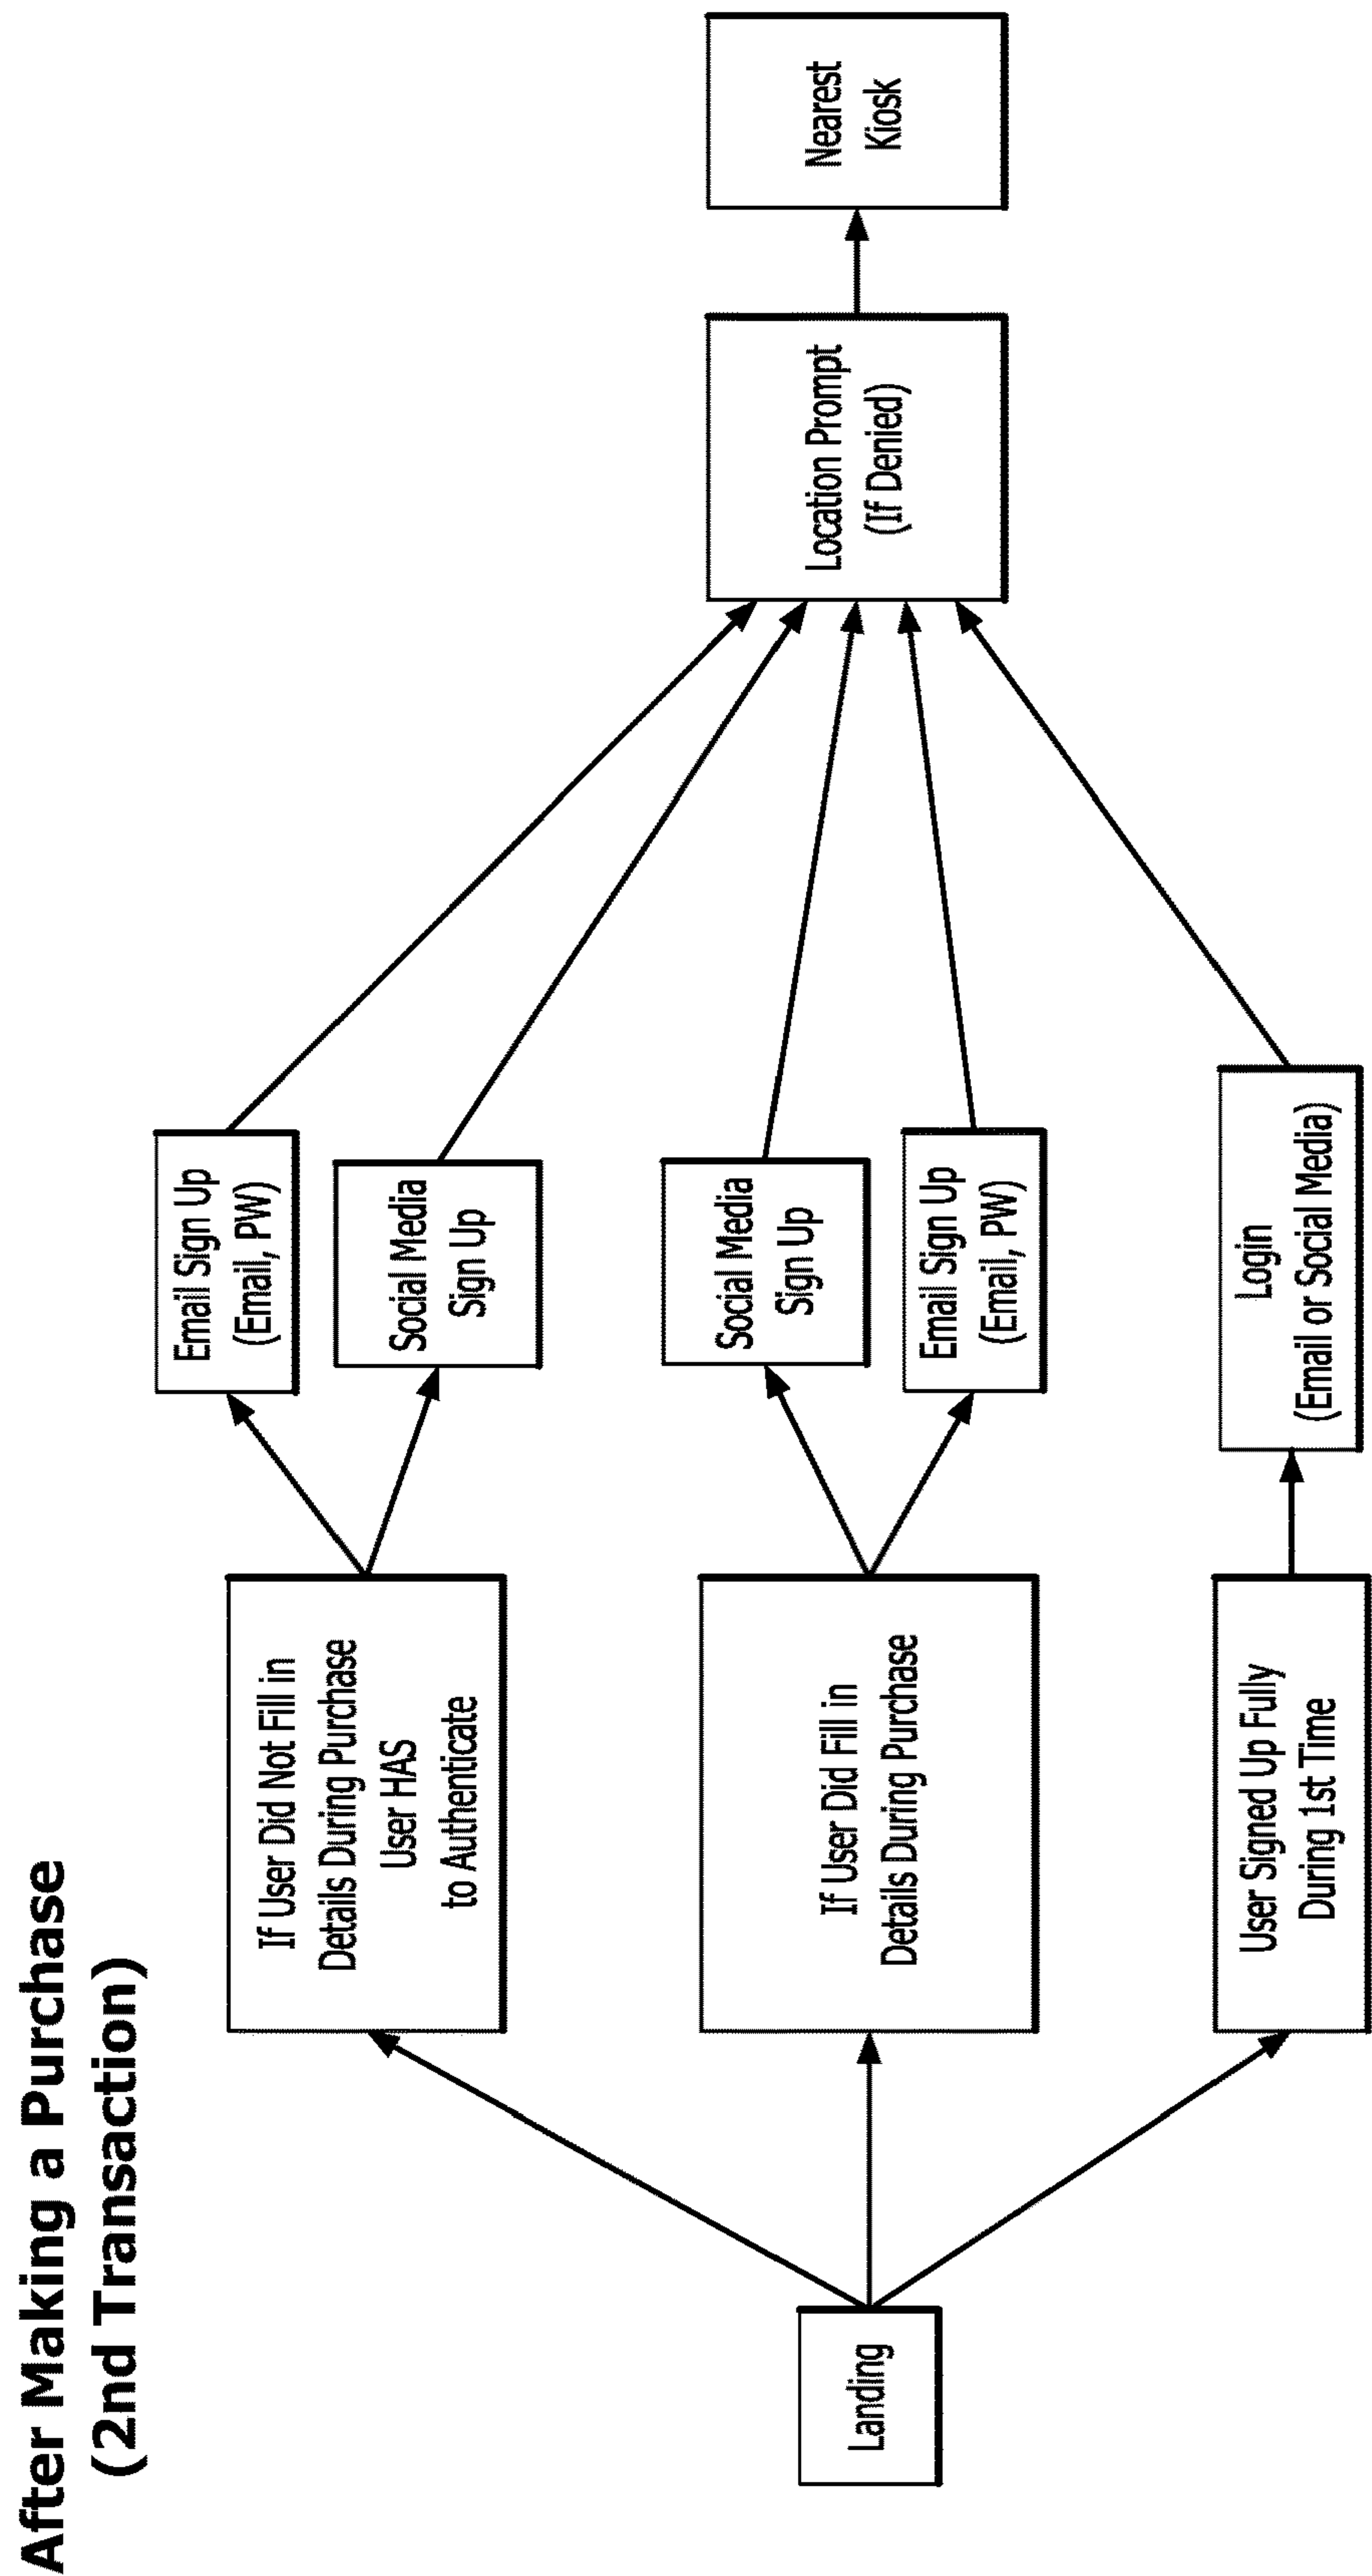 After Making a Purchase
(2nd Transaction)
Landing
If User Did Not Fill in
Details During Purchase
User HAS
to Authenticate
If User Did Fill in
Details During Purchase
User Signed Up Fully
During 1st Time
Email Sign Up
(Email, PW)
Social Media
Sign Up
Social Media
Sign Up
Email Sign Up
(Email, PW)
Login
(Email or Social Media)
Location Prompt
(If Denied)
Nearest
Kiosk